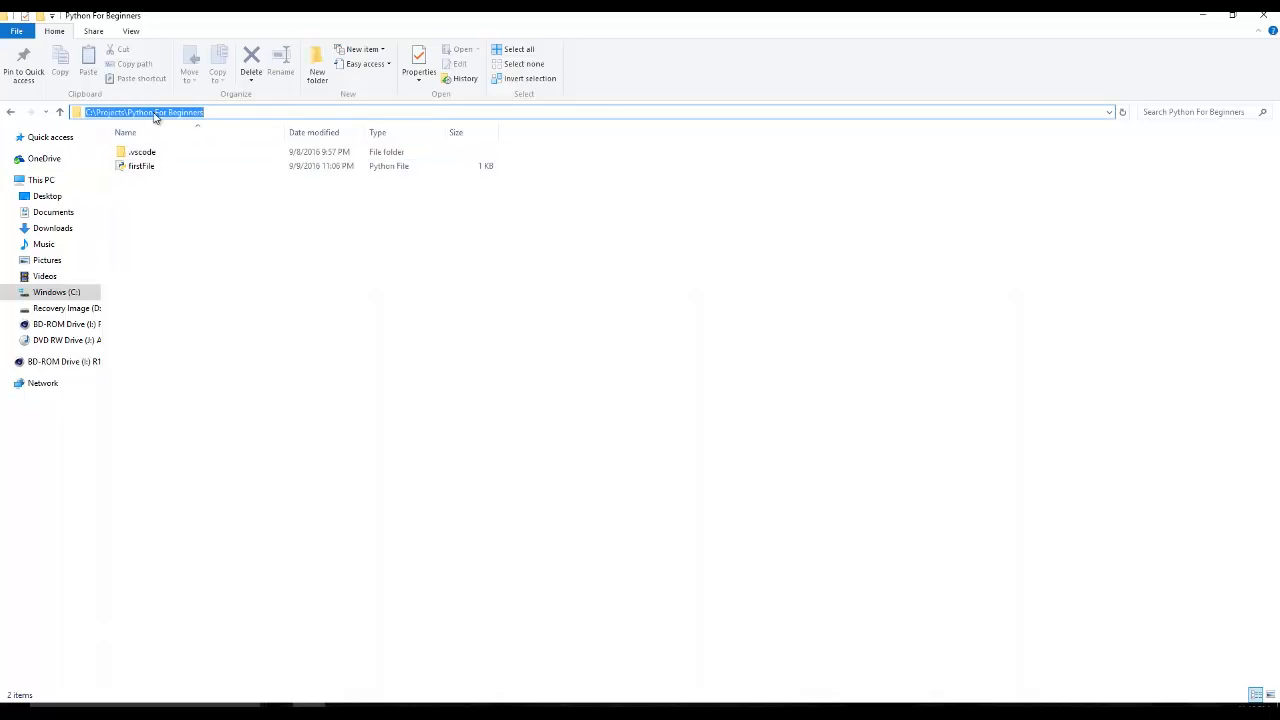 Python For Beginners
File Home Share View
Pin to Quick access
Copy
Paste
Cut
Copy path
Paste shortcut
Clipboard
Move to
Copy to
Delete
Rename
Organize
New folder
New item
Easy access
New
Properties
Open
Edit
History
Open
Select all
Select none
Invert selection
Select
C:\Projects\Python For Beginners
Search Python For Beginners
Name Date modified Type Size
.vscode 9/8/2016 9:57 PM File folder
firstFile 9/9/2016 11:06 PM Python File 1 KB
Quick access
OneDrive
This PC
Desktop
Documents
Downloads
Music
Pictures
Videos
Windows (C:)
Recovery Image (D:
BD-ROM Drive (I:) F
DVD RW Drive (J:) A
BD-ROM Drive (I:) R1
Network
2 items